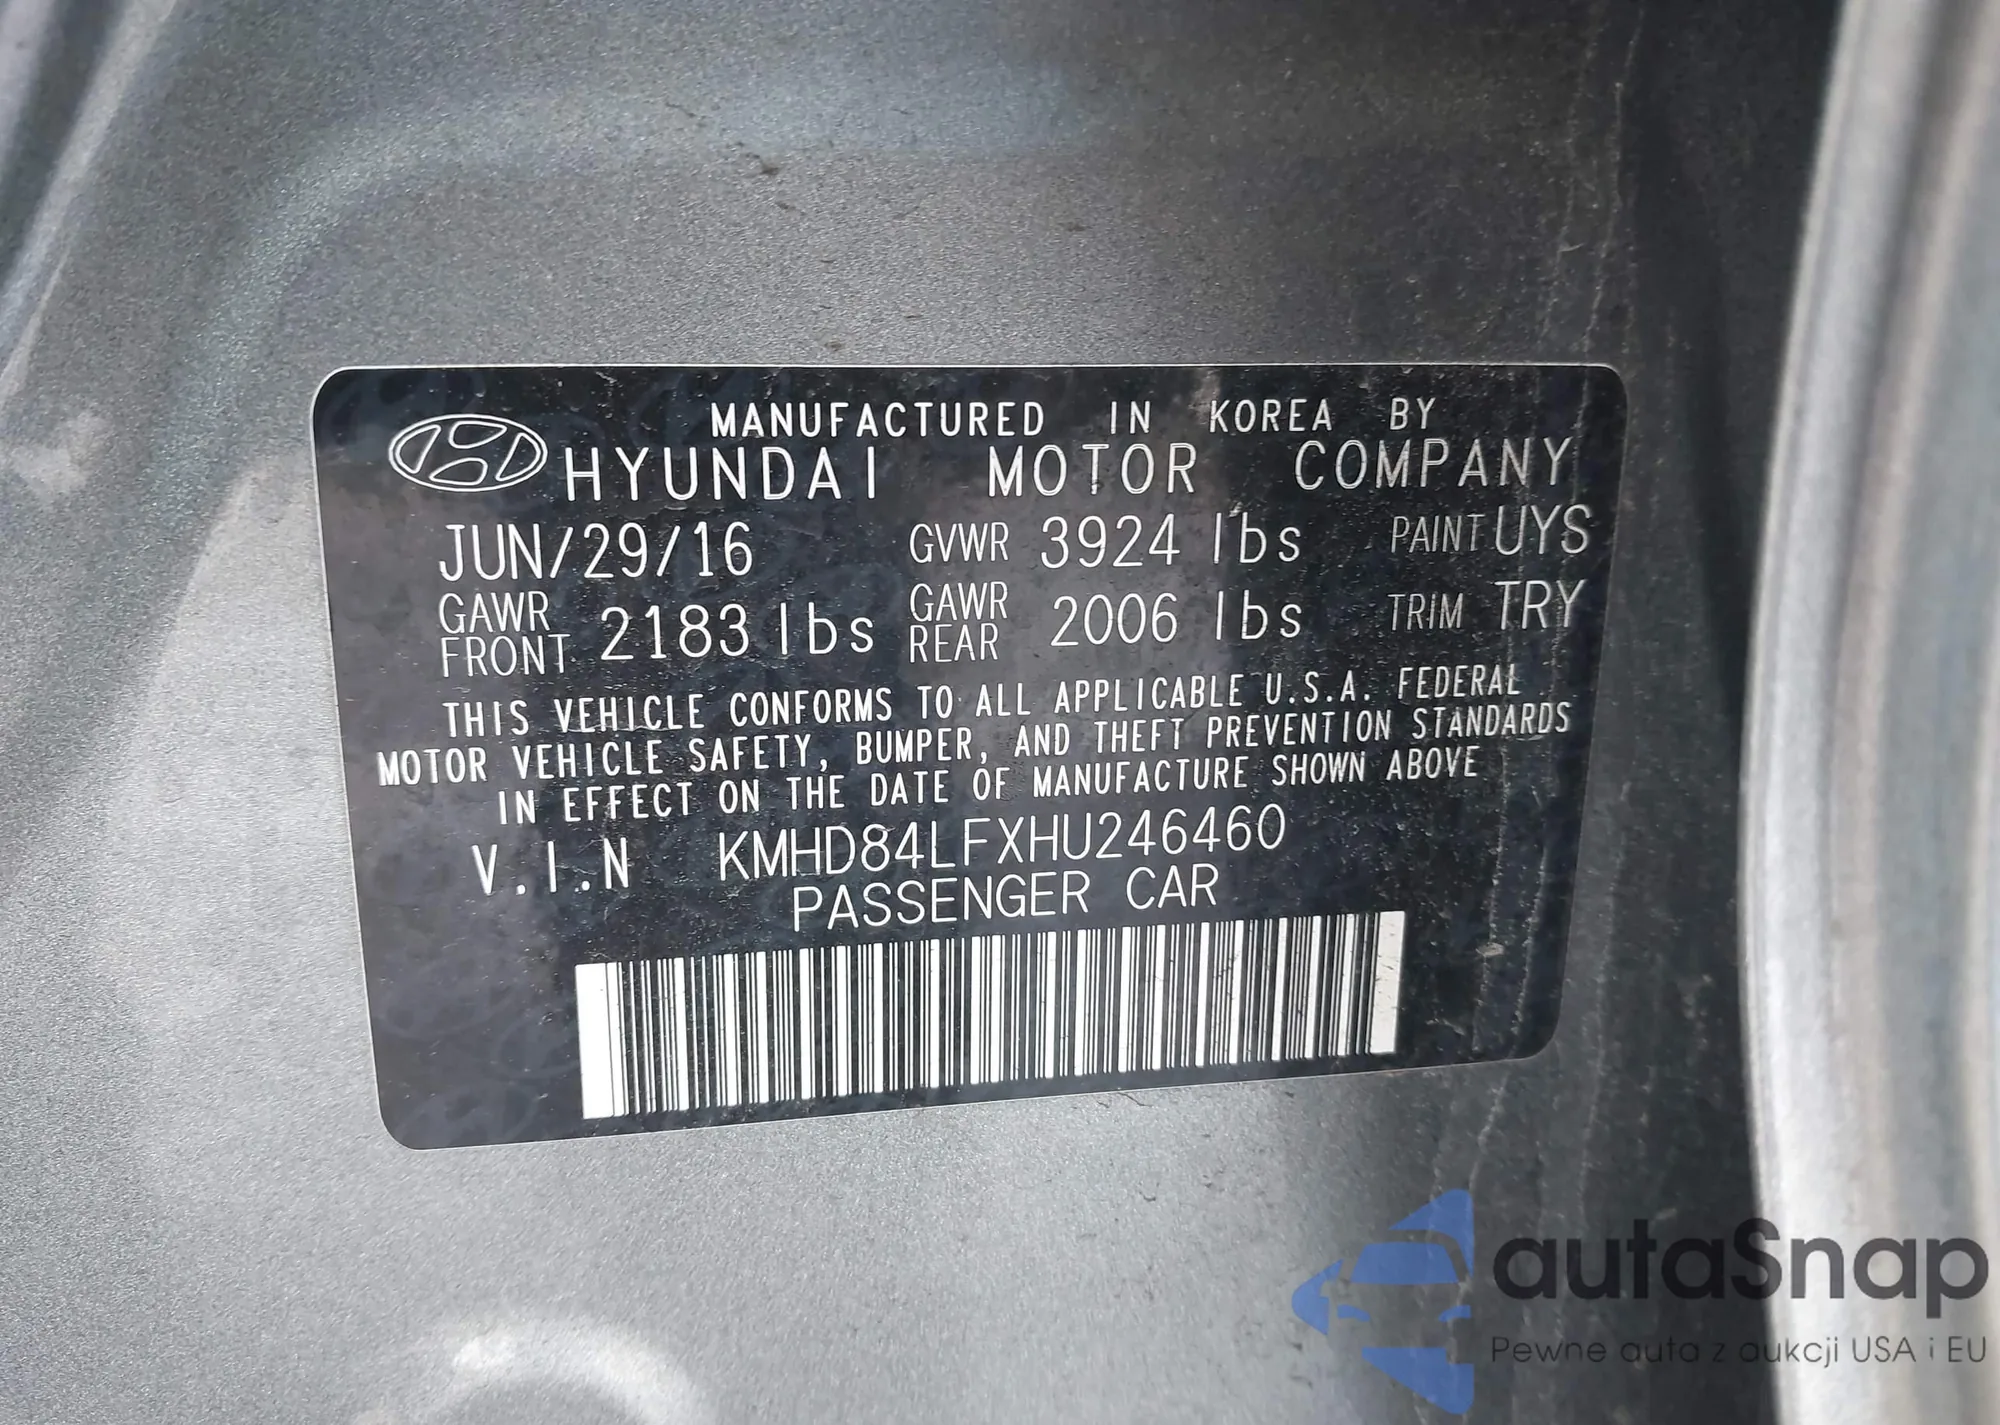 MANUFACTURED IN KOREA BY
HYUNDAI MOTOR COMPANY
JUN/29/16 GVWR 3924 lbs PAINT UYS
GAWR FRONT 2183 lbs GAWR REAR 2006 lbs TRIM TRY
THIS VEHICLE CONFORMS TO ALL APPLICABLE U.S.A. FEDERAL
MOTOR VEHICLE SAFETY, BUMPER, AND THEFT PREVENTION STANDARDS
IN EFFECT ON THE DATE OF MANUFACTURE SHOWN ABOVE
V.I.N KMHD84LFXHU246460
PASSENGER CAR
autaSnap
Pewne auta z aukcji USA i EU